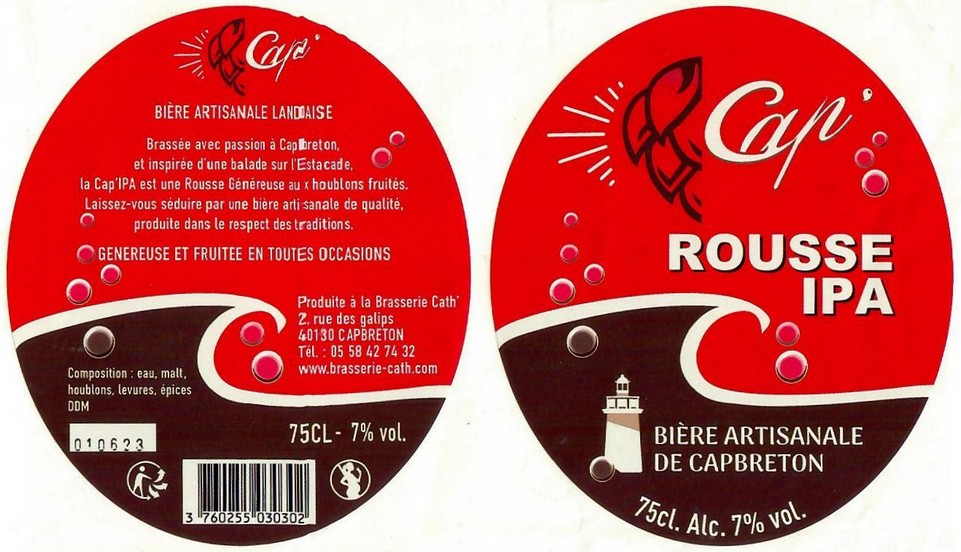 Cap'
BIÈRE ARTISANALE LANDAISE
Brassée avec passion à Capbreton,
et inspirée d'une balade sur l'Estacade,
la Cap'IPA est une Rousse Généreuse aux houblons fruités.
Laissez-vous séduire par une bière artisanale de qualité,
produite dans le respect des traditions.
GENEREUSE ET FRUITEE EN TOUTES OCCASIONS
Produite à la Brasserie Cath'
2, rue des galips
40130 CAPBRETON
Tél. : 05 58 42 74 32
www.brasserie-cath.com
Composition : eau, malt,
houblons, levures, épices
DDM
010623
75CL - 7% vol.
3 760255 030302
Cap'
ROUSSE
IPA
BIÈRE ARTISANALE
DE CAPBRETON
75cl. Alc. 7% vol.